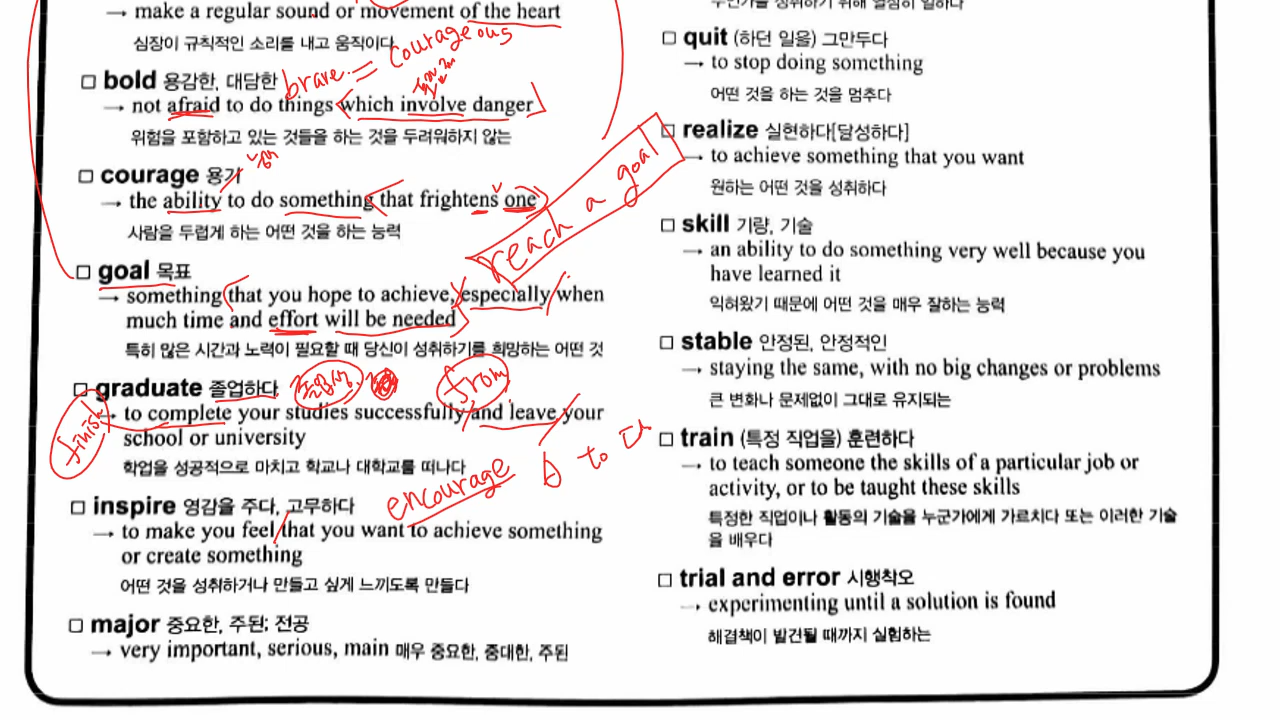 make a regular sound or movement of the heart
심장이 규칙적인 소리를 내고 움직이다
□ bold 용감한, 대담한
brave = courageous
→ not afraid to do things which involve danger
위험을 포함하고 있는 것들을 하는 것을 두려워하지 않는
□ courage 용기
→ the ability to do something that frightens one
사람을 두렵게 하는 어떤 것을 하는 능력
reach a goal
□ goal 목표
→ something that you hope to achieve, especially when
much time and effort will be needed
특히 많은 시간과 노력이 필요할 때 당신이 성취하기를 희망하는 어떤 것
□ graduate 졸업하다
졸업생
from
finish
→ to complete your studies successfully and leave your
school or university
학업을 성공적으로 마치고 학교나 대학교를 떠나다
encourage
to
□ inspire 영감을 주다, 고무하다
→ to make you feel that you want to achieve something
or create something
어떤 것을 성취하거나 만들고 싶게 느끼도록 만들다
□ major 중요한, 주된; 전공
→ very important, serious, main 매우 중요한, 중대한, 주된
□ quit (하던 일을) 그만두다
→ to stop doing something
어떤 것을 하는 것을 멈추다
□ realize 실현하다[달성하다]
→ to achieve something that you want
원하는 어떤 것을 성취하다
□ skill 기량, 기술
→ an ability to do something very well because you
have learned it
익혀왔기 때문에 어떤 것을 매우 잘하는 능력
□ stable 안정된, 안정적인
→ staying the same, with no big changes or problems
큰 변화나 문제없이 그대로 유지되는
□ train (특정 직업을) 훈련하다
→ to teach someone the skills of a particular job or
activity, or to be taught these skills
특정한 직업이나 활동의 기술을 누군가에게 가르치다 또는 이러한 기술
을 배우다
□ trial and error 시행착오
→ experimenting until a solution is found
해결책이 발견될 때까지 실험하는